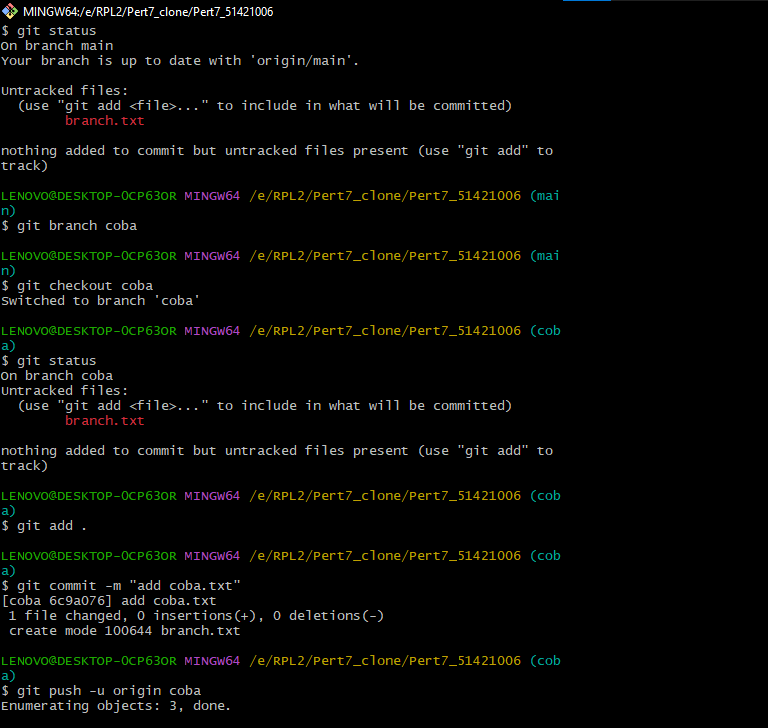 MINGW64:/e/RPL2/Pert7_clone/Pert7_51421006
$ git status
On branch main
Your branch is up to date with 'origin/main'.
Untracked files:
  (use "git add <file>..." to include in what will be committed)
        branch.txt
nothing added to commit but untracked files present (use "git add" to
track)
LENOVO@DESKTOP-0CP63OR MINGW64 /e/RPL2/Pert7_clone/Pert7_51421006 (mai
n)
$ git branch coba
LENOVO@DESKTOP-0CP63OR MINGW64 /e/RPL2/Pert7_clone/Pert7_51421006 (mai
n)
$ git checkout coba
Switched to branch 'coba'
LENOVO@DESKTOP-0CP63OR MINGW64 /e/RPL2/Pert7_clone/Pert7_51421006 (cob
a)
$ git status
On branch coba
Untracked files:
  (use "git add <file>..." to include in what will be committed)
        branch.txt
nothing added to commit but untracked files present (use "git add" to
track)
LENOVO@DESKTOP-0CP63OR MINGW64 /e/RPL2/Pert7_clone/Pert7_51421006 (cob
a)
$ git add .
LENOVO@DESKTOP-0CP63OR MINGW64 /e/RPL2/Pert7_clone/Pert7_51421006 (cob
a)
$ git commit -m "add coba.txt"
[coba 6c9a076] add coba.txt
 1 file changed, 0 insertions(+), 0 deletions(-)
 create mode 100644 branch.txt
LENOVO@DESKTOP-0CP63OR MINGW64 /e/RPL2/Pert7_clone/Pert7_51421006 (cob
a)
$ git push -u origin coba
Enumerating objects: 3, done.